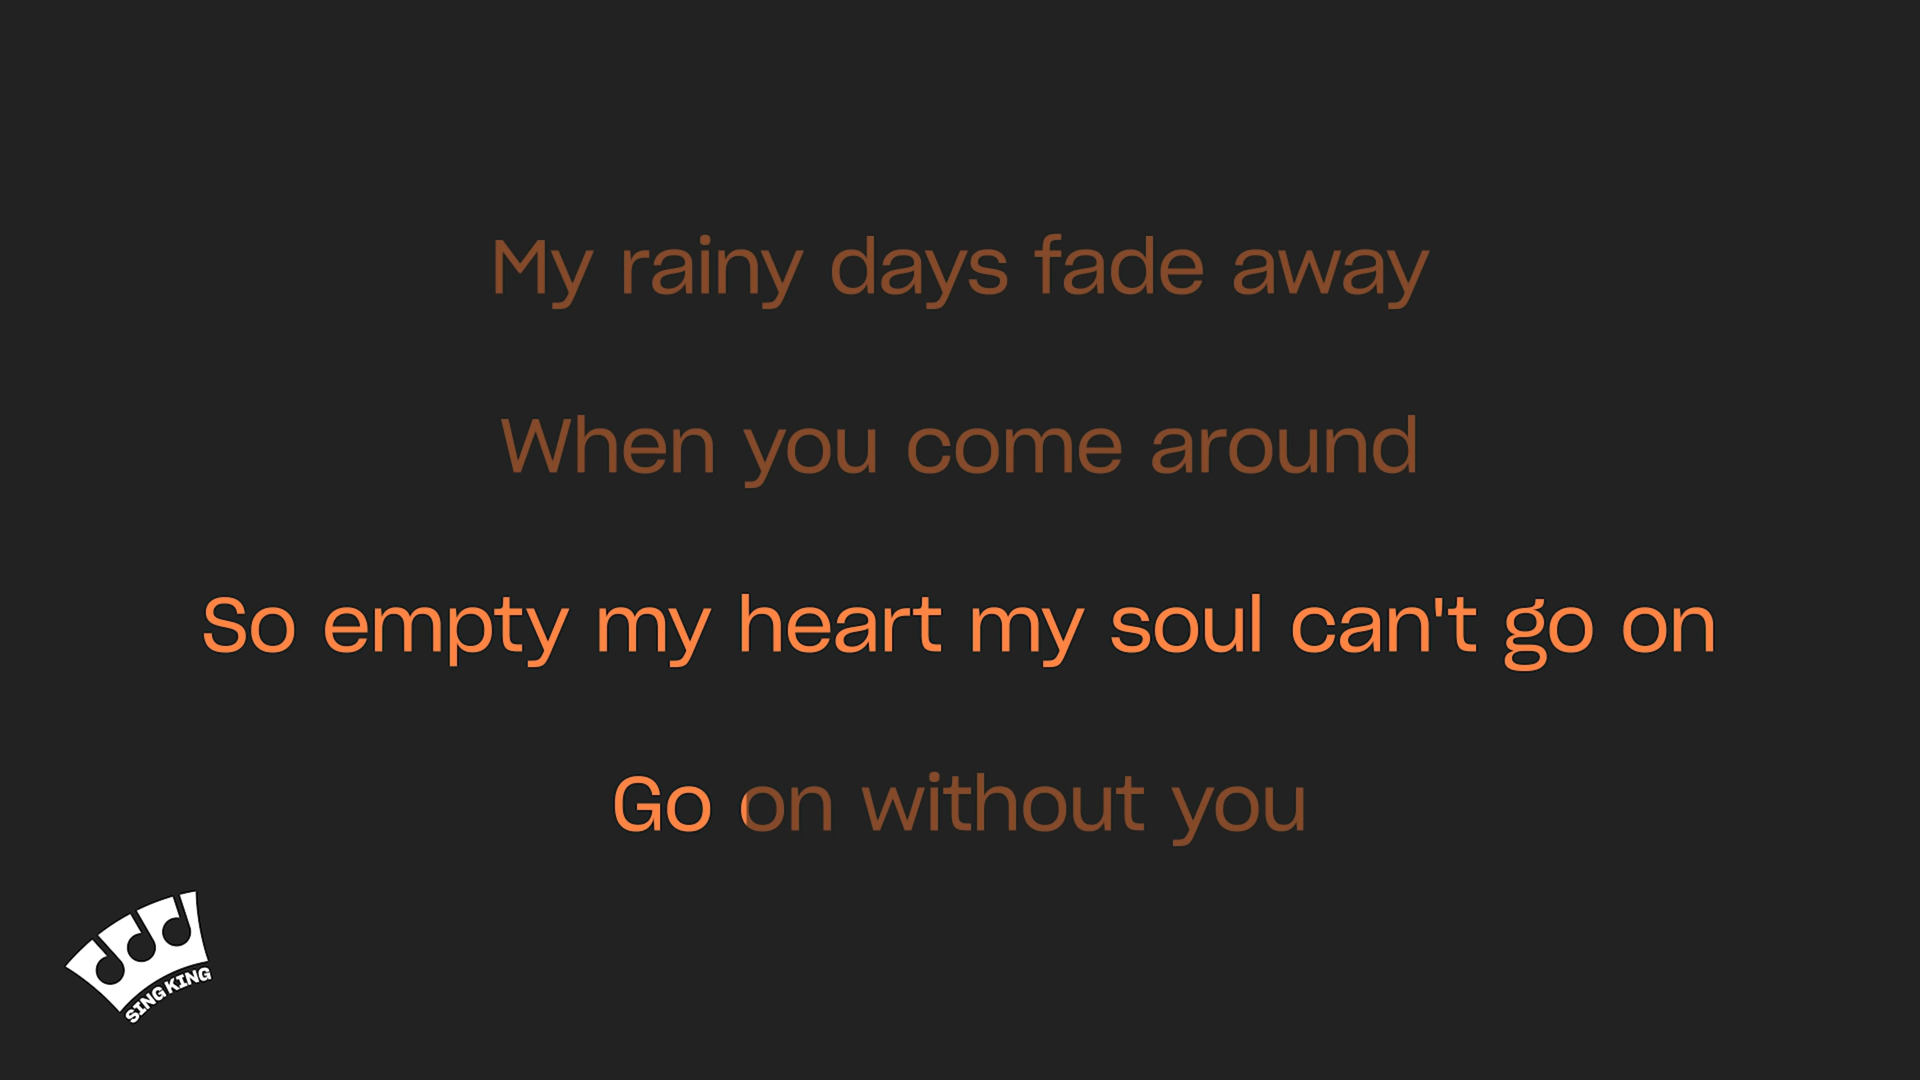 My rainy days fade away
When you come around
So empty my heart my soul can't go on
Go on without you
SING KING